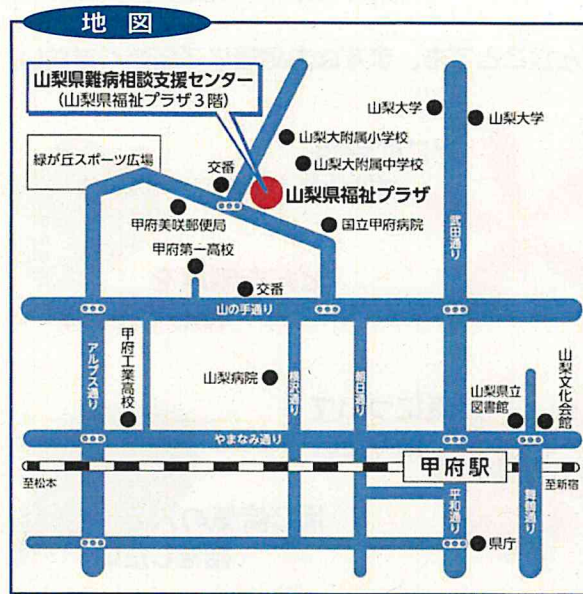 地図
山梨県難病相談支援センター
(山梨県福祉プラザ3階)
山梨大学
山梨大学
山梨大附属小学校
山梨大附属中学校
緑が丘スポーツ広場
交番
山梨県福祉プラザ
甲府美咲郵便局
国立甲府病院
武田通り
甲府第一高校
交番
山の手通り
アルプス通り
甲府工業高校
山梨病院
朝日通り
山梨県立
図書館
山梨文化会館
やまなみ通り
甲府駅
至松本
至新宿
平和通り
舞鶴通り
県庁